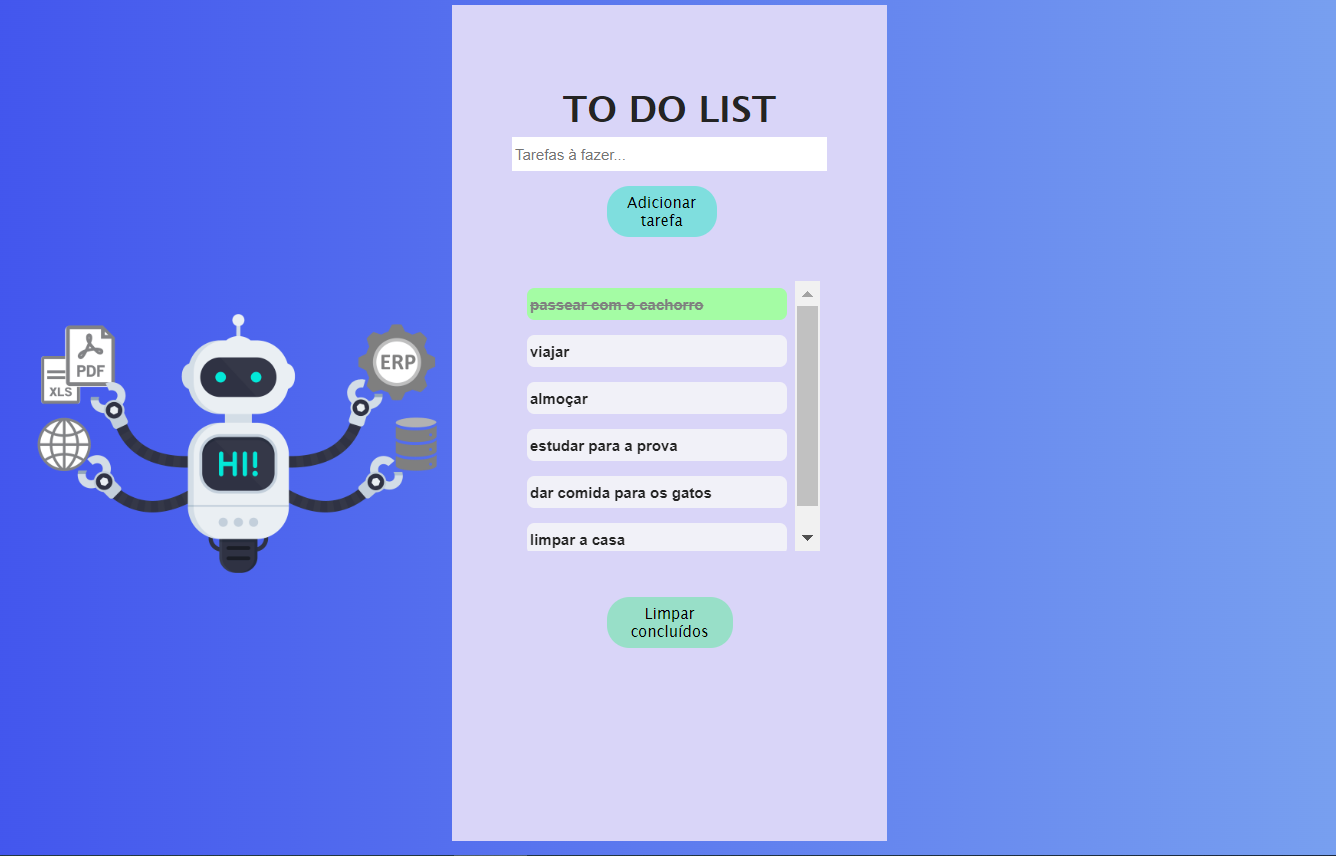 TO DO LIST
Tarefas à fazer...
Adicionar
tarefa
passear com o cachorro
viajar
almoçar
estudar para a prova
dar comida para os gatos
limpar a casa
Limpar
concluídos
PDF
XLS
ERP
HI!